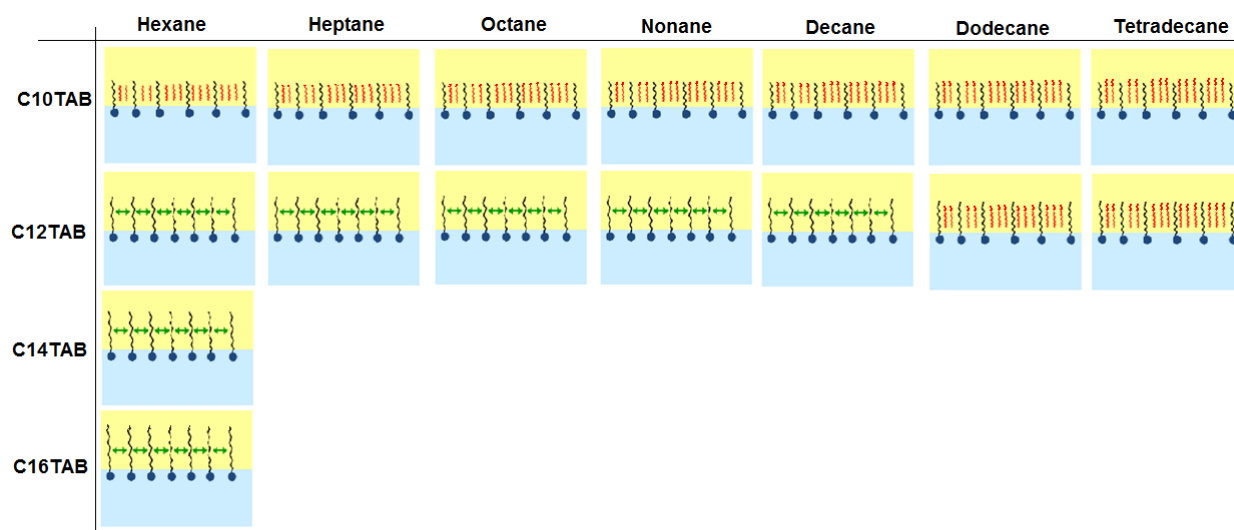 Hexane Heptane Octane Nonane Decane Dodecane Tetradecane
C10TAB
C12TAB
C14TAB
C16TAB